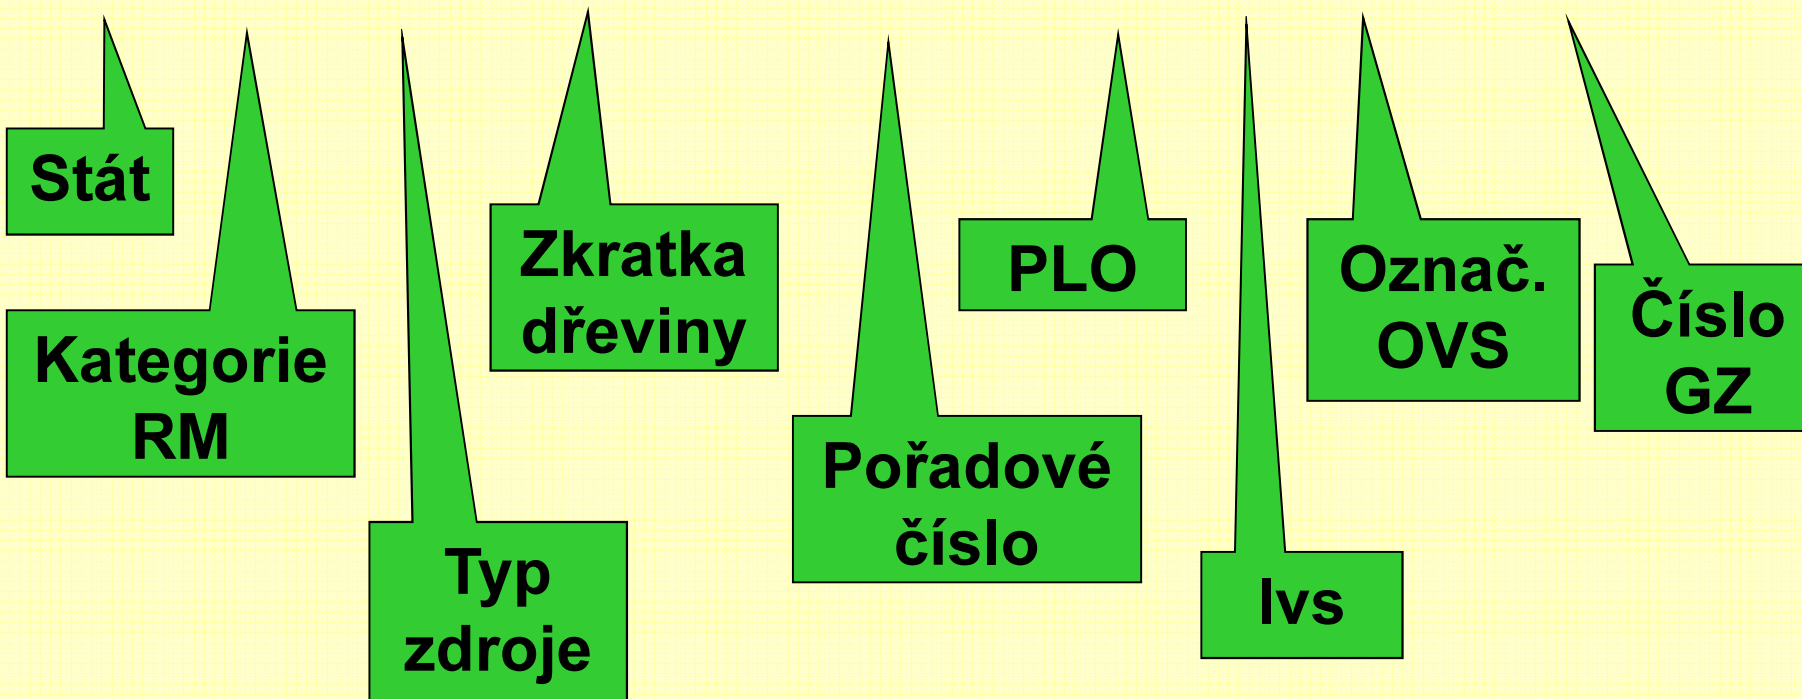 Stát
Kategorie
RM
Typ
zdroje
Zkratka
dřeviny
Pořadové
číslo
PLO
lvs
Označ.
OVS
Číslo
GZ